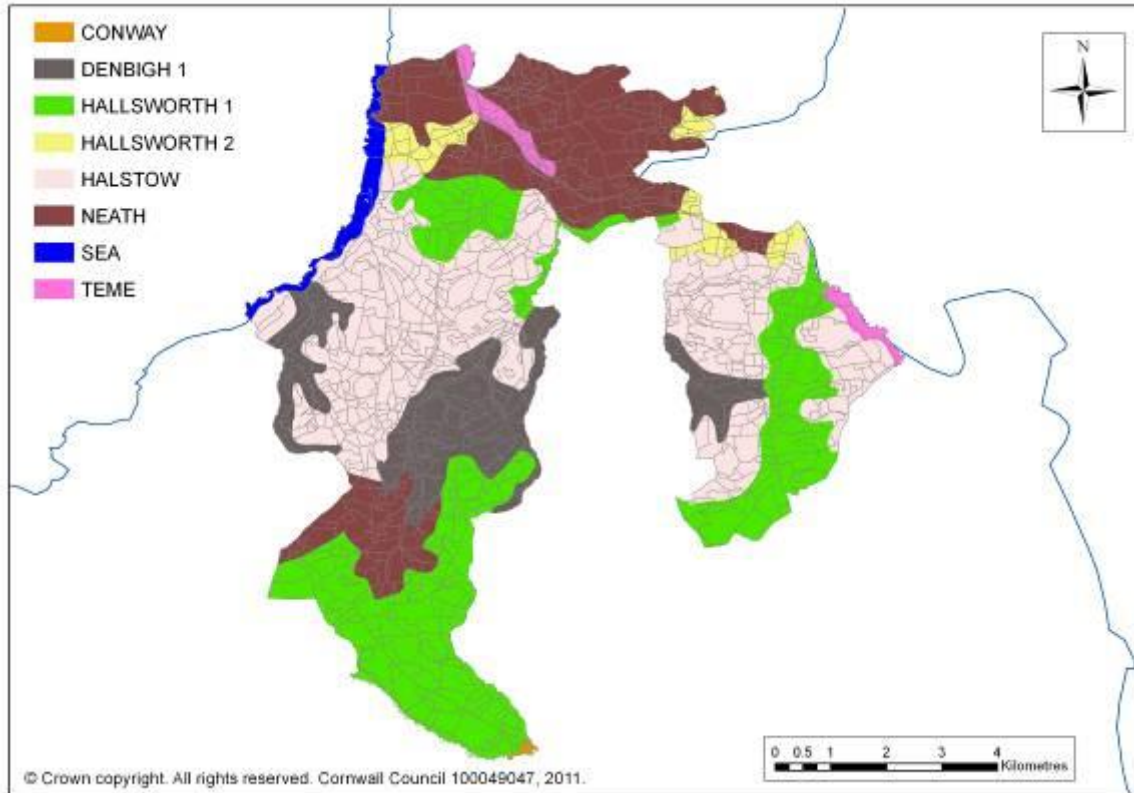 CONWAY
DENBIGH 1
HALLSWORTH 1
HALLSWORTH 2
HALSTOW
NEATH
SEA
TEME
N
0 0.5 1 2 3 4
Kilometres
© Crown copyright. All rights reserved. Cornwall Council 100049047, 2011.